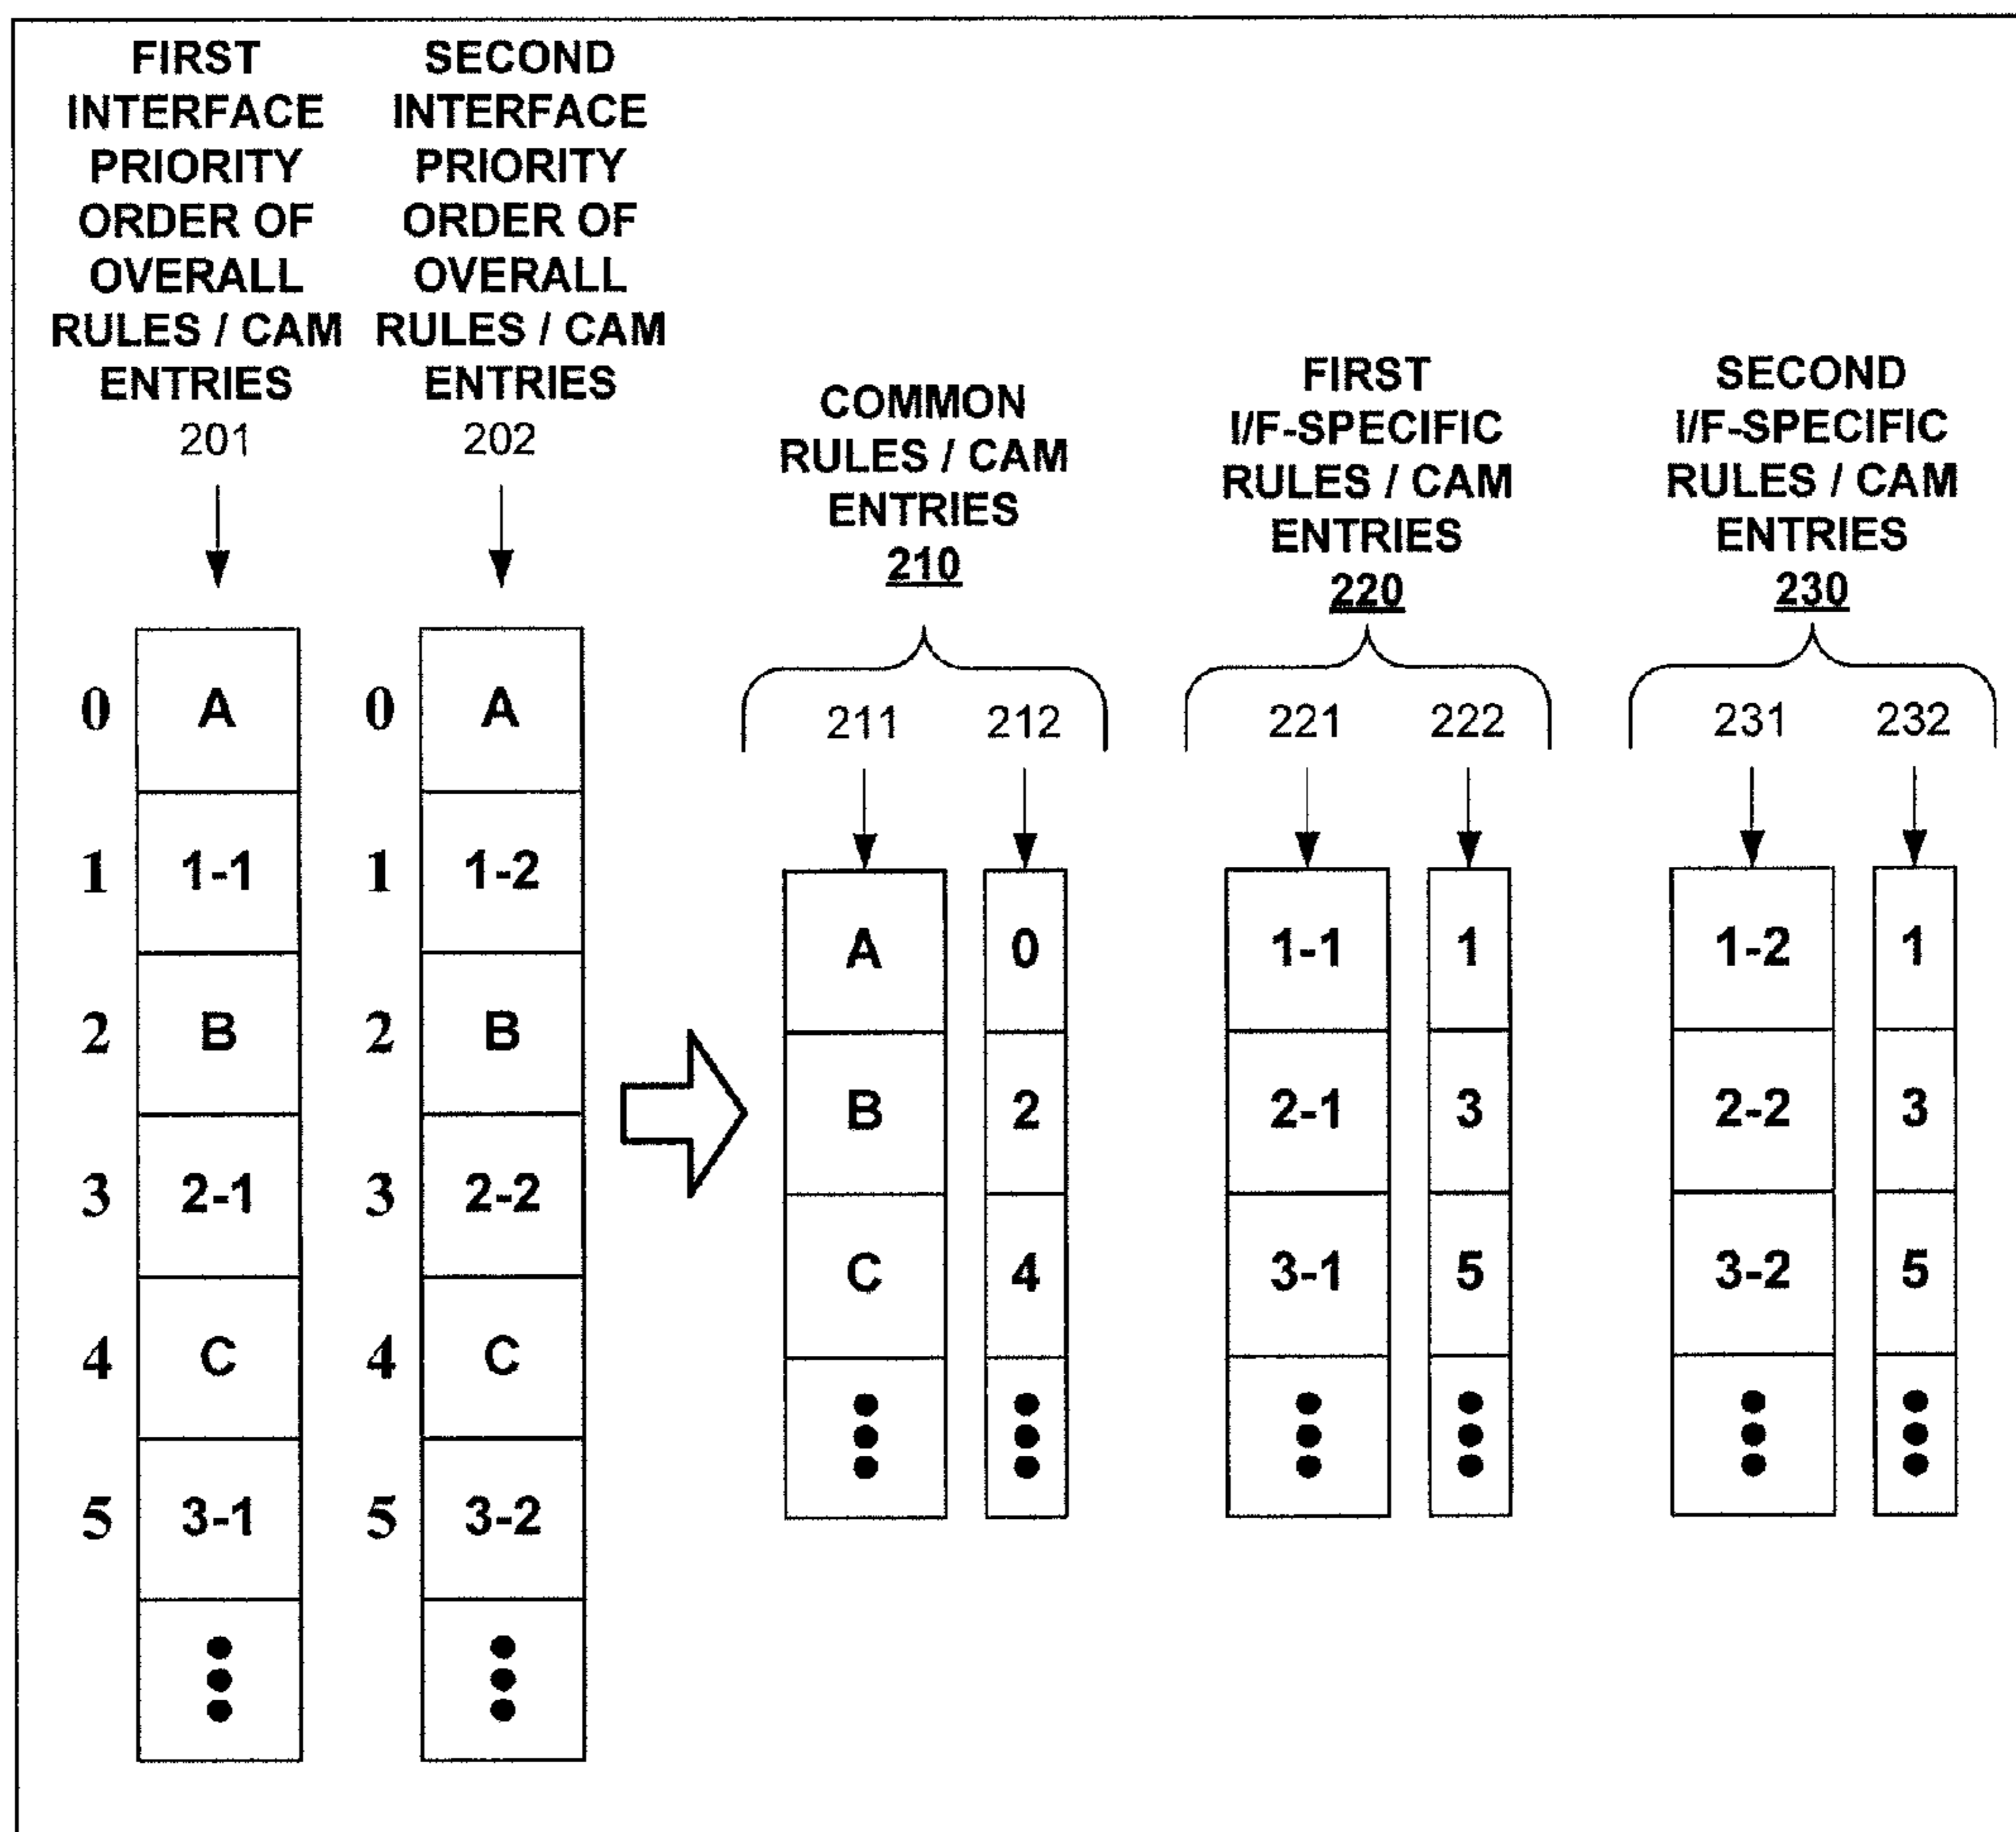 FIRST
INTERFACE
PRIORITY
ORDER OF
OVERALL
RULES / CAM
ENTRIES
201
SECOND
INTERFACE
PRIORITY
ORDER OF
OVERALL
RULES / CAM
ENTRIES
202
COMMON
RULES / CAM
ENTRIES
210
FIRST
I/F-SPECIFIC
RULES / CAM
ENTRIES
220
SECOND
I/F-SPECIFIC
RULES / CAM
ENTRIES
230
211 212 221 222 231 232
0 A 0 A
1 1-1 1 1-2
2 B 2 B
3 2-1 3 2-2
4 C 4 C
5 3-1 5 3-2
A 0 1-1 1 1-2 1
B 2 2-1 3 2-2 3
C 4 3-1 5 3-2 5